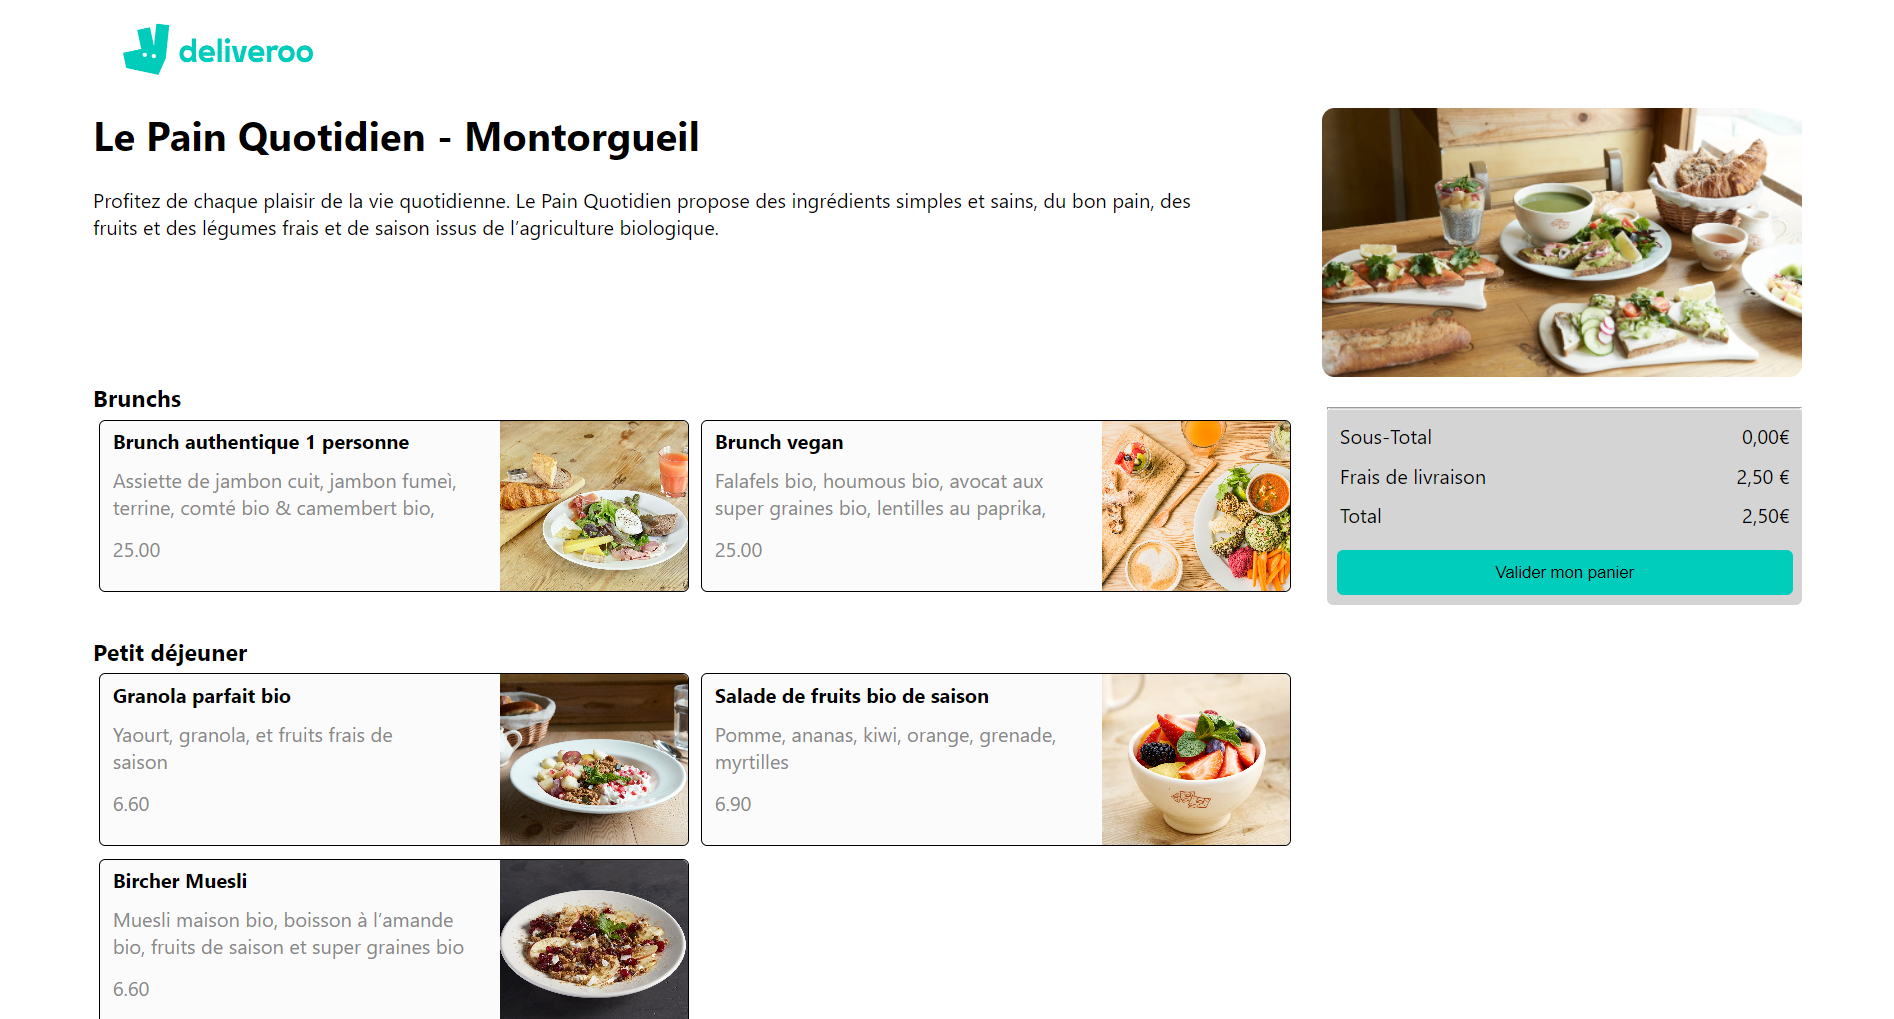 deliveroo
Le Pain Quotidien - Montorgueil
Profitez de chaque plaisir de la vie quotidienne. Le Pain Quotidien propose des ingrédients simples et sains, du bon pain, des
fruits et des légumes frais et de saison issus de l’agriculture biologique.
Brunchs
Brunch authentique 1 personne
Assiette de jambon cuit, jambon fumeì,
terrine, comté bio & camembert bio,
25.00
Brunch vegan
Falafels bio, houmous bio, avocat aux
super graines bio, lentilles au paprika,
25.00
Sous-Total 0,00€
Frais de livraison 2,50 €
Total 2,50€
Valider mon panier
Petit déjeuner
Granola parfait bio
Yaourt, granola, et fruits frais de
saison
6.60
Salade de fruits bio de saison
Pomme, ananas, kiwi, orange, grenade,
myrtilles
6.90
Bircher Muesli
Muesli maison bio, boisson à l’amande
bio, fruits de saison et super graines bio
6.60